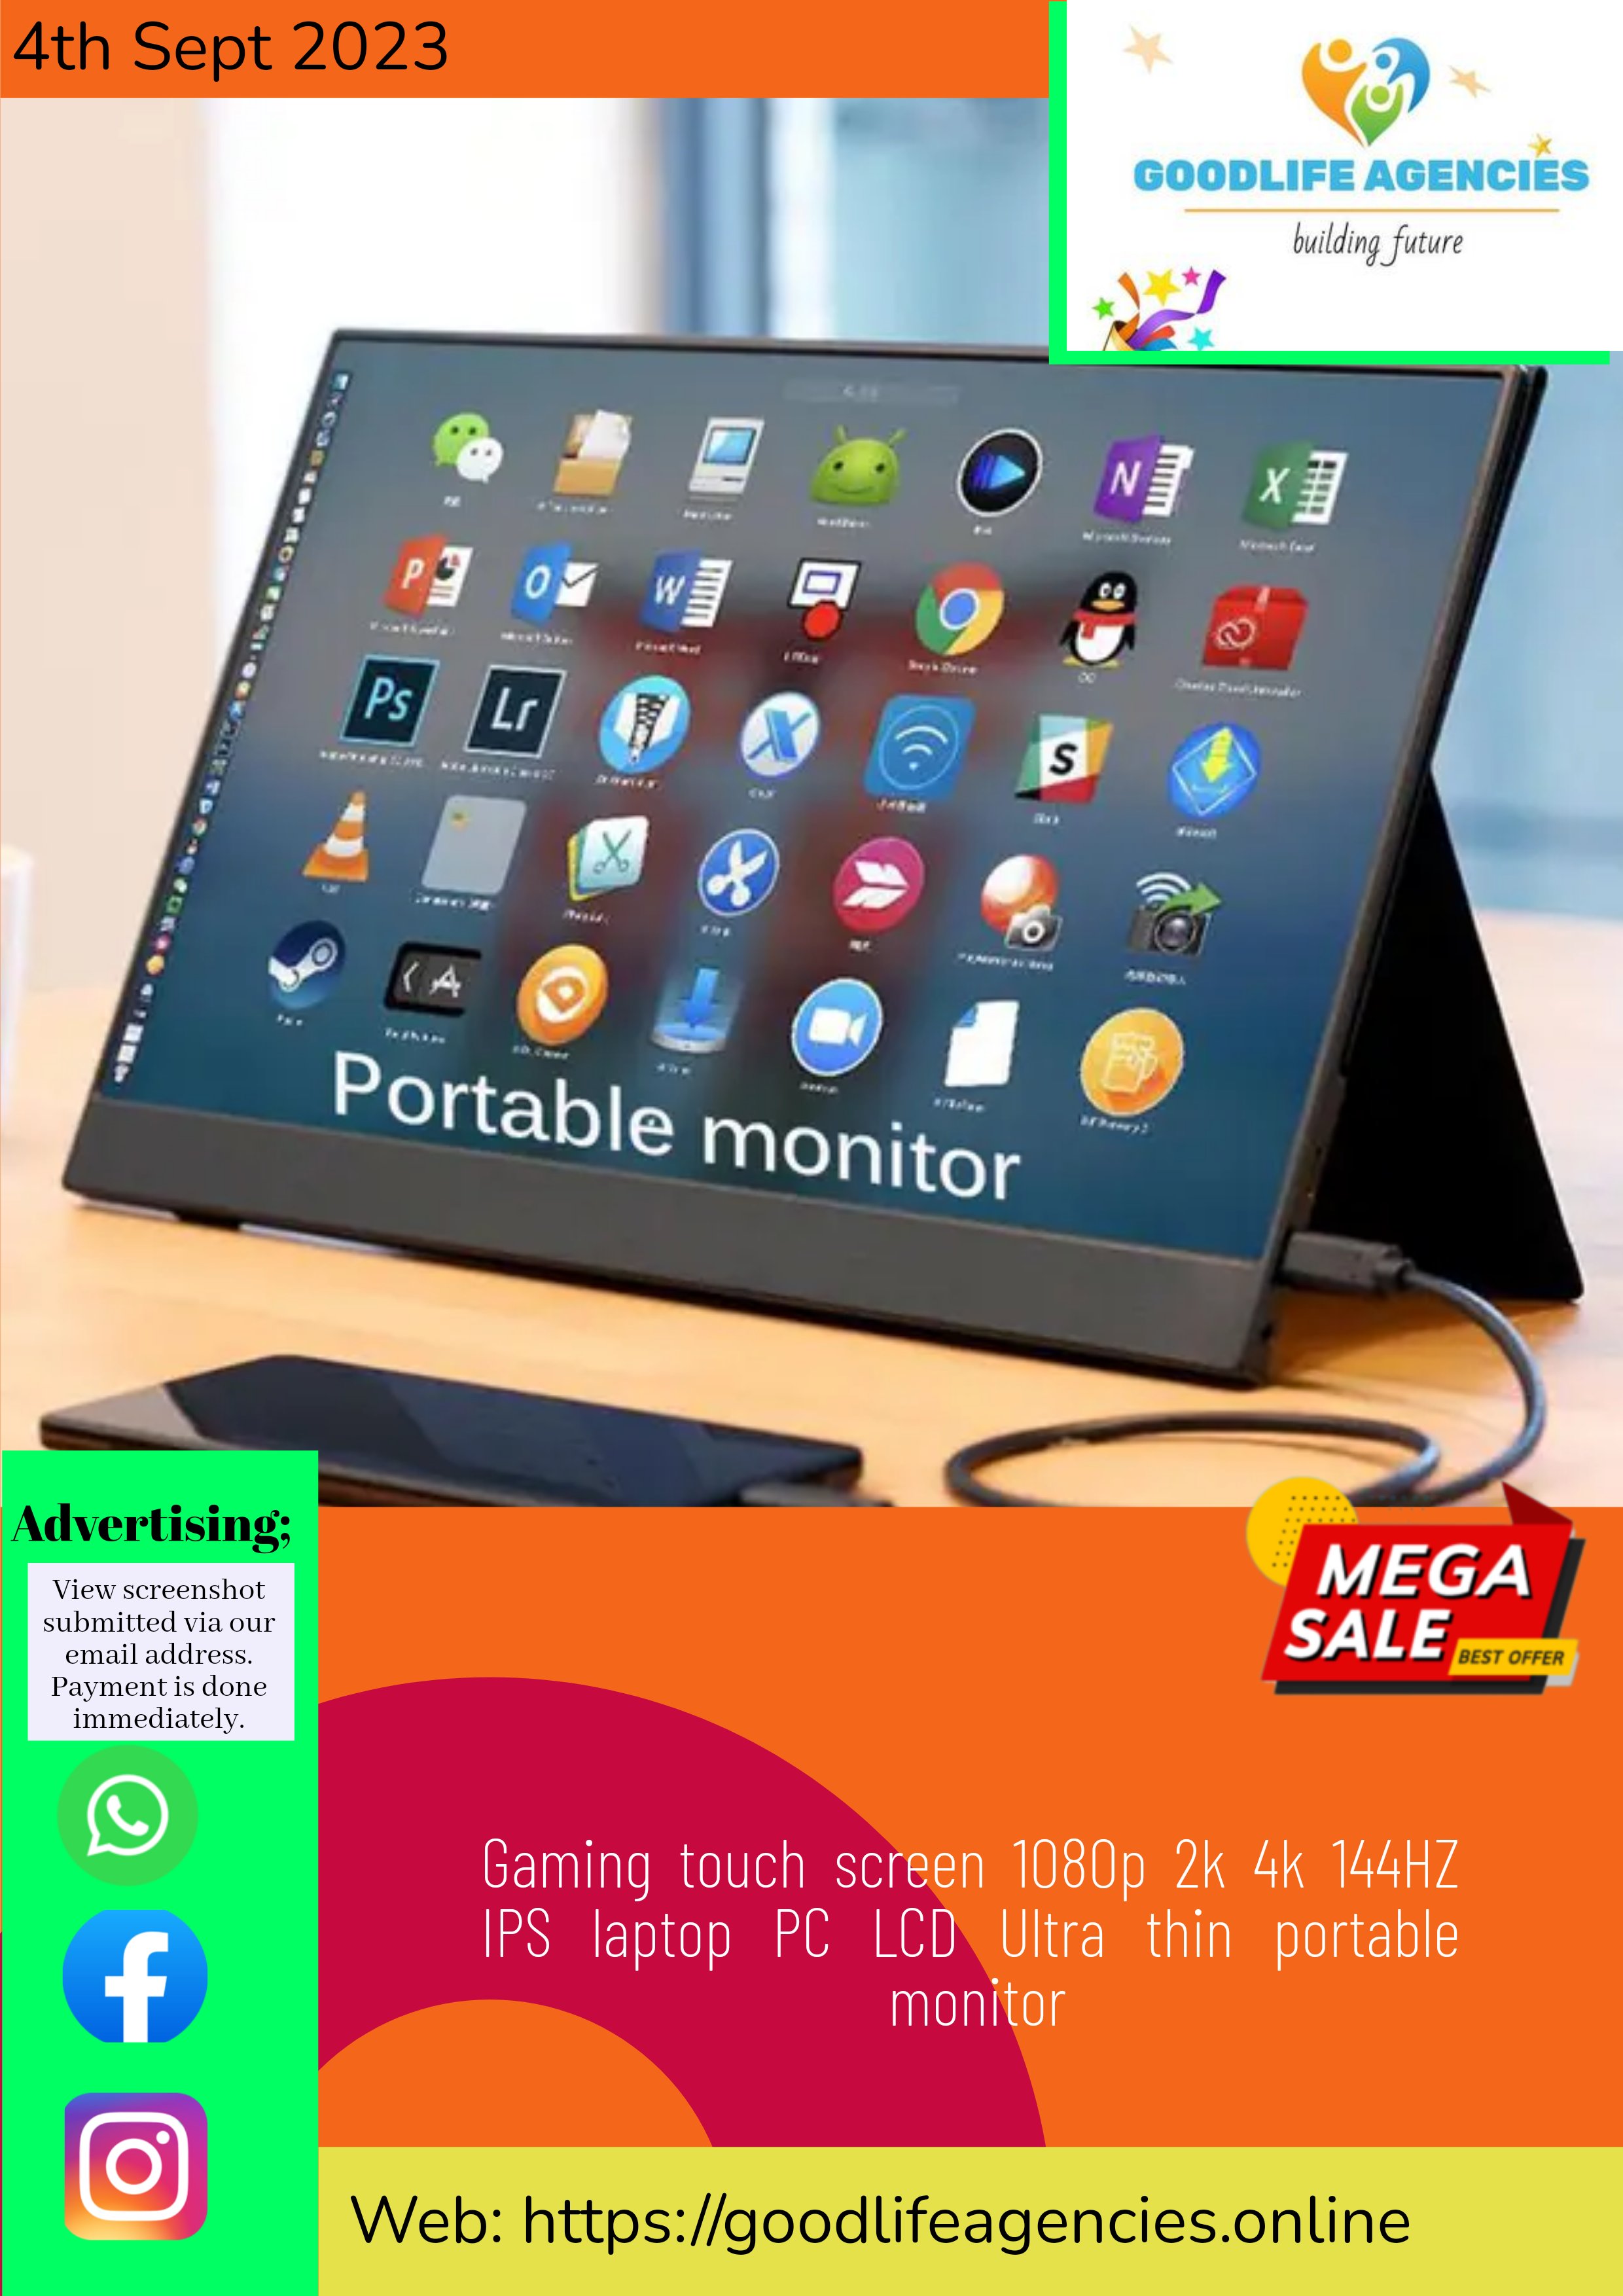 4th Sept 2023
GOODLIFE AGENCIES
building future
N
X
P
O
W
Ps
Lr
S
Portable monitor
Advertising;
View screenshot
submitted via our
email address.
Payment is done
immediately.
MEGA
SALE
BEST OFFER
Gaming touch screen 1080p 2k 4k 144HZ
IPS laptop PC LCD Ultra thin portable
monitor
Web: https://goodlifeagencies.online